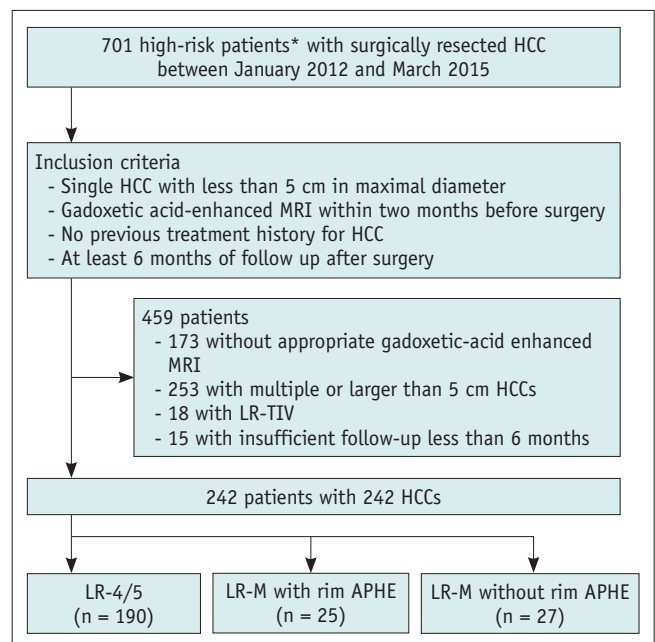 701 high-risk patients* with surgically resected HCC
between January 2012 and March 2015
Inclusion criteria
- Single HCC with less than 5 cm in maximal diameter
- Gadoxetic acid-enhanced MRI within two months before surgery
- No previous treatment history for HCC
- At least 6 months of follow up after surgery
459 patients
- 173 without appropriate gadoxetic-acid enhanced
MRI
- 253 with multiple or larger than 5 cm HCCs
- 18 with LR-TIV
- 15 with insufficient follow-up less than 6 months
242 patients with 242 HCCs
LR-4/5
(n = 190)
LR-M with rim APHE
(n = 25)
LR-M without rim APHE
(n = 27)